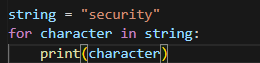 string = "security"
for character in string:
    print(character)